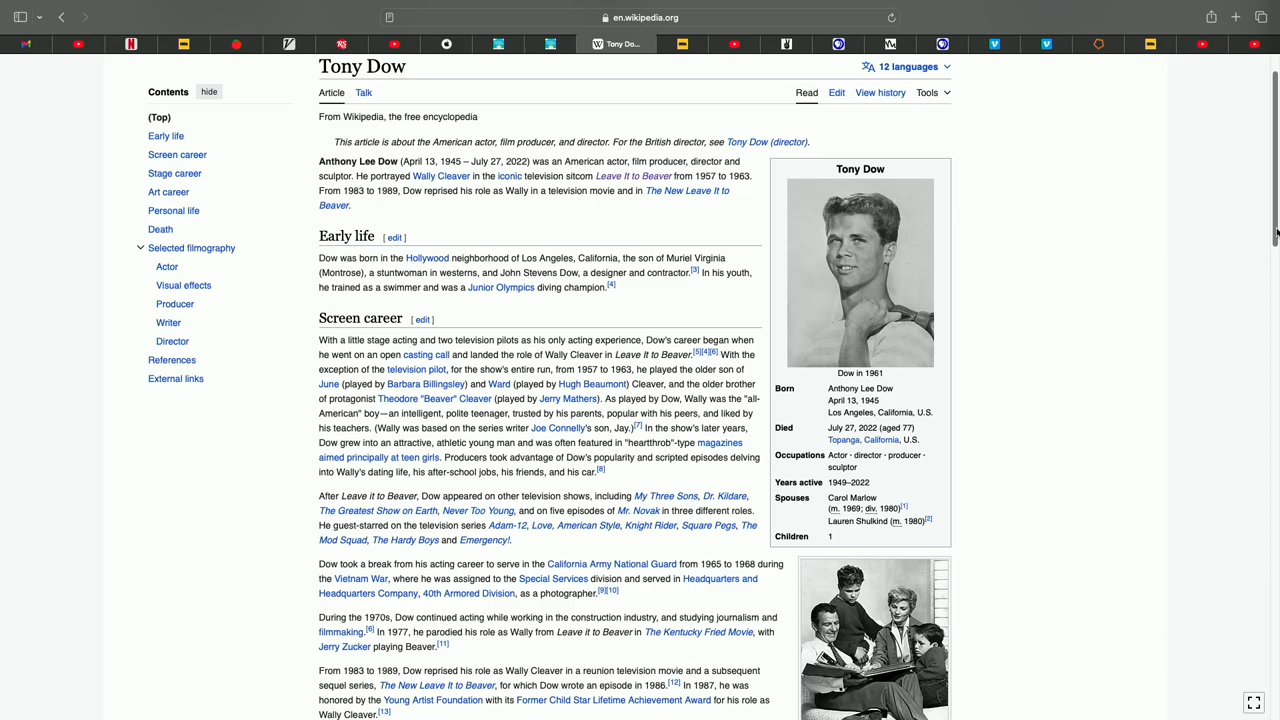 en.wikipedia.org
Tony Do...
Tony Dow
12 languages
Contents
hide
(Top)
Early life
Screen career
Stage career
Art career
Personal life
Death
Selected filmography
Actor
Visual effects
Producer
Writer
Director
References
External links
Article Talk
Read Edit View history Tools
From Wikipedia, the free encyclopedia
This article is about the American actor, film producer, and director. For the British director, see Tony Dow (director).
Anthony Lee Dow (April 13, 1945 – July 27, 2022) was an American actor, film producer, director and
sculptor. He portrayed Wally Cleaver in the iconic television sitcom Leave It to Beaver from 1957 to 1963.
From 1983 to 1989, Dow reprised his role as Wally in a television movie and in The New Leave It to
Beaver.
Early life [ edit ]
Dow was born in the Hollywood neighborhood of Los Angeles, California, the son of Muriel Virginia
(Montrose), a stuntwoman in westerns, and John Stevens Dow, a designer and contractor.[3] In his youth,
he trained as a swimmer and was a Junior Olympics diving champion.[4]
Screen career [ edit ]
With a little stage acting and two television pilots as his only acting experience, Dow's career began when
he went on an open casting call and landed the role of Wally Cleaver in Leave It to Beaver.[5][4][6] With the
exception of the television pilot, for the show's entire run, from 1957 to 1963, he played the older son of
June (played by Barbara Billingsley) and Ward (played by Hugh Beaumont) Cleaver, and the older brother
of protagonist Theodore "Beaver" Cleaver (played by Jerry Mathers). As played by Dow, Wally was the "all-
American" boy—an intelligent, polite teenager, trusted by his parents, popular with his peers, and liked by
his teachers. (Wally was based on the series writer Joe Connelly's son, Jay.)[7] In the show's later years,
Dow grew into an attractive, athletic young man and was often featured in "heartthrob"-type magazines
aimed principally at teen girls. Producers took advantage of Dow's popularity and scripted episodes delving
into Wally's dating life, his after-school jobs, his friends, and his car.[8]
After Leave it to Beaver, Dow appeared on other television shows, including My Three Sons, Dr. Kildare,
The Greatest Show on Earth, Never Too Young, and on five episodes of Mr. Novak in three different roles.
He guest-starred on the television series Adam-12, Love, American Style, Knight Rider, Square Pegs, The
Mod Squad, The Hardy Boys and Emergency!.
Dow took a break from his acting career to serve in the California Army National Guard from 1965 to 1968 during
the Vietnam War, where he was assigned to the Special Services division and served in Headquarters and
Headquarters Company, 40th Armored Division, as a photographer.[9][10]
During the 1970s, Dow continued acting while working in the construction industry, and studying journalism and
filmmaking.[6] In 1977, he parodied his role as Wally from Leave it to Beaver in The Kentucky Fried Movie, with
Jerry Zucker playing Beaver.[11]
From 1983 to 1989, Dow reprised his role as Wally Cleaver in a reunion television movie and a subsequent
sequel series, The New Leave It to Beaver, for which Dow wrote an episode in 1986.[12] In 1987, he was
honored by the Young Artist Foundation with its Former Child Star Lifetime Achievement Award for his role as
Wally Cleaver.[13]
Tony Dow
Dow in 1961
Born Anthony Lee Dow
April 13, 1945
Los Angeles, California, U.S.
Died July 27, 2022 (aged 77)
Topanga, California, U.S.
Occupations Actor · director · producer ·
sculptor
Years active 1949–2022
Spouses Carol Marlow
(m. 1969; div. 1980)[1]
Lauren Shulkind (m. 1980)[2]
Children 1